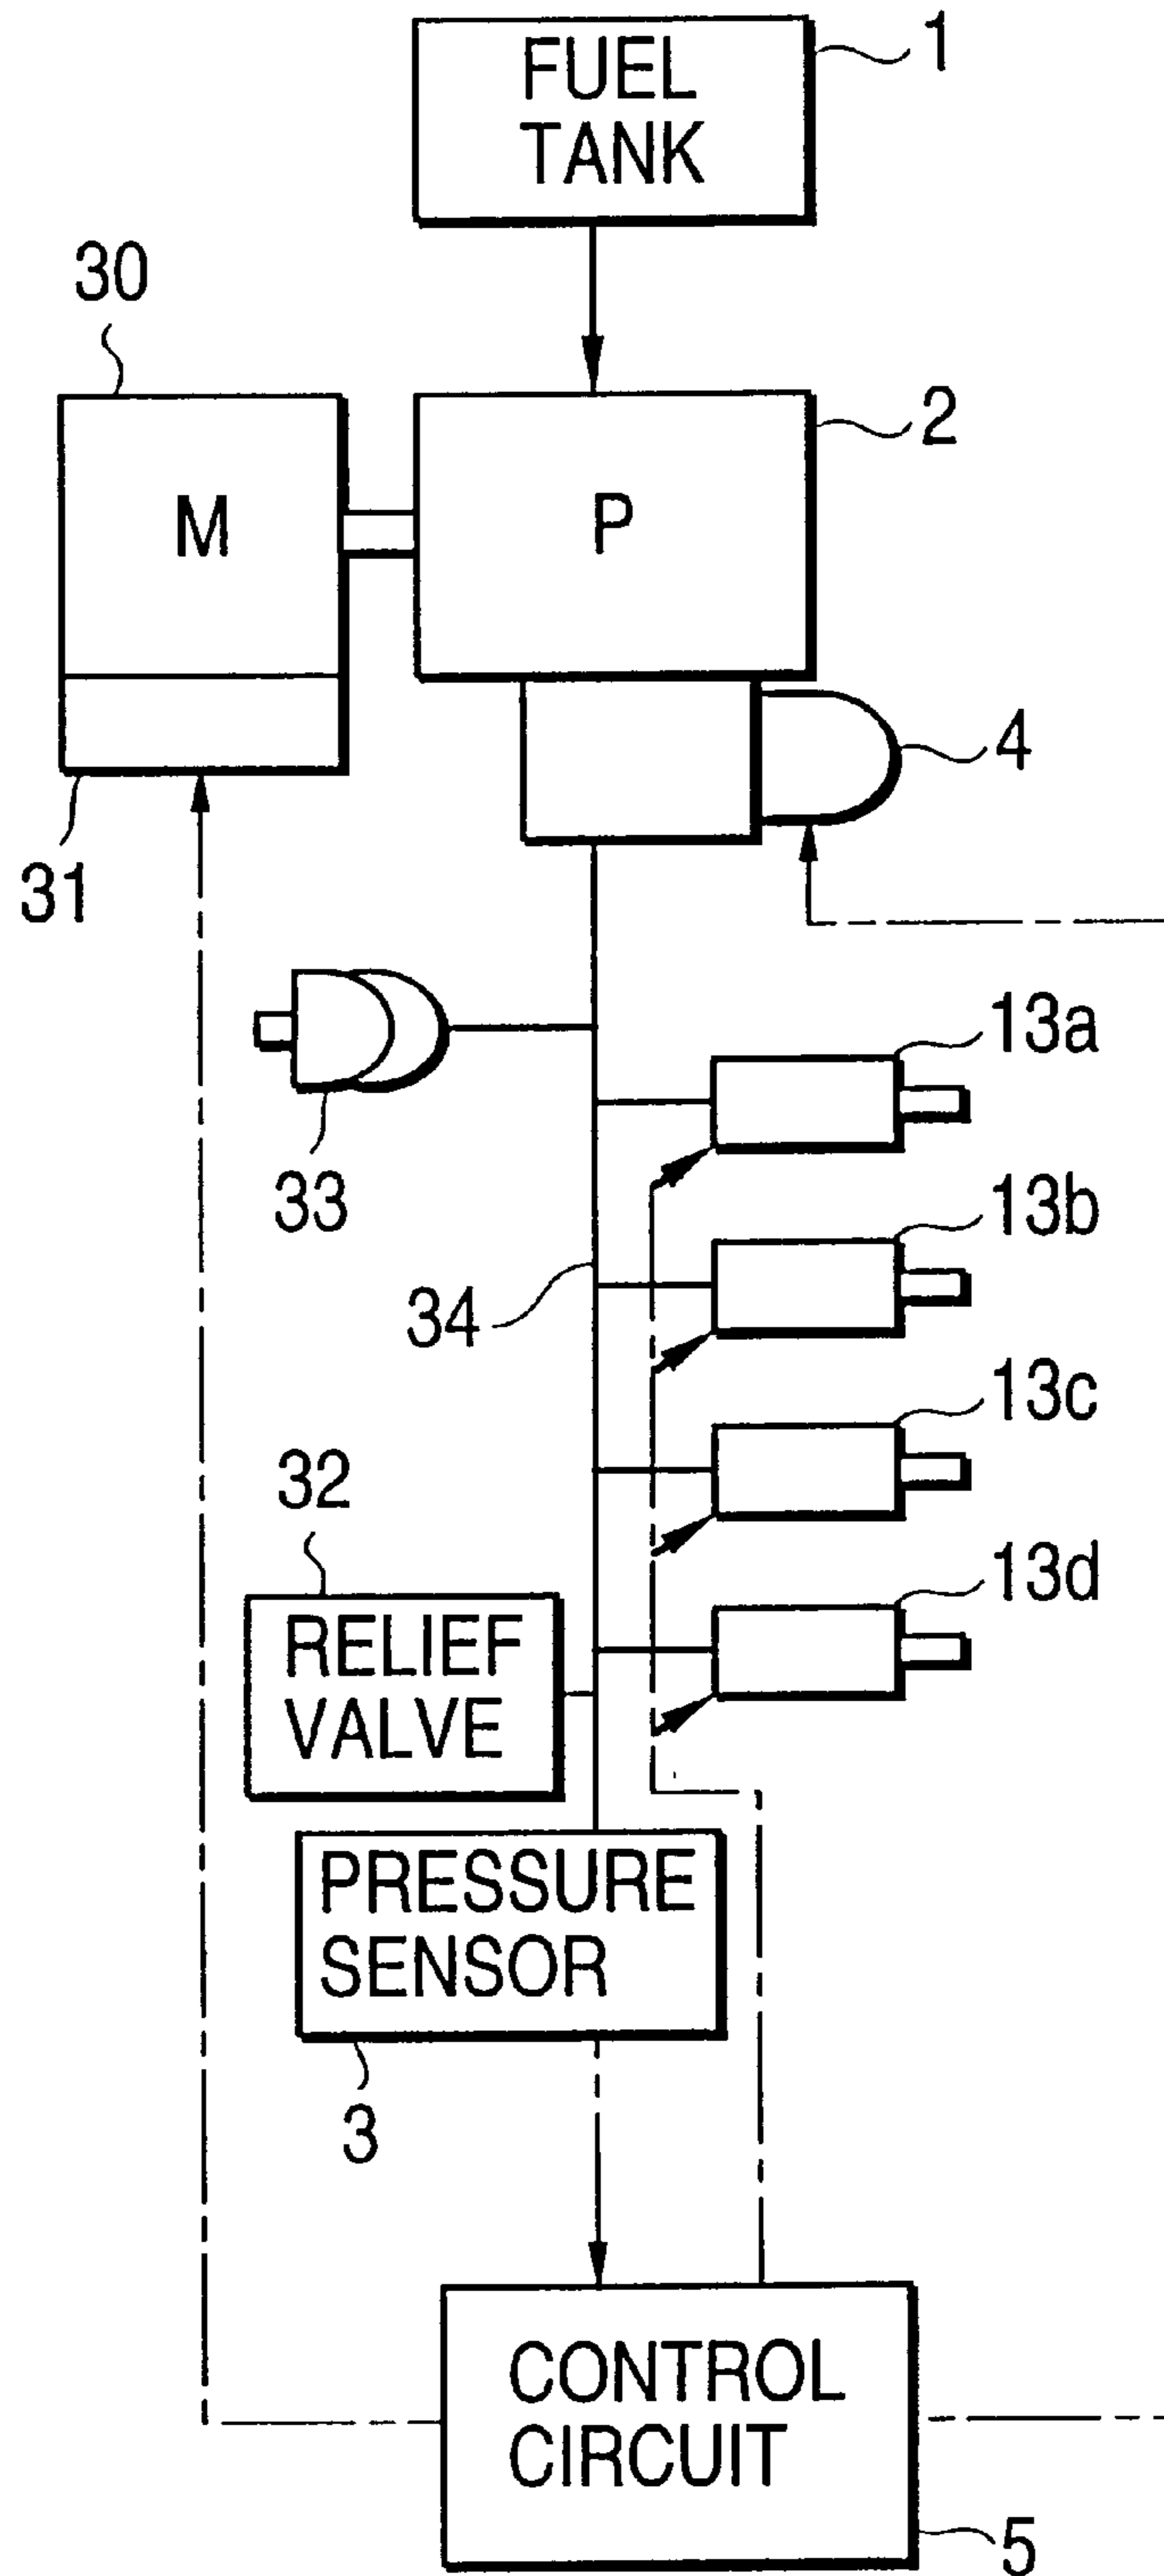 FUEL
TANK
1
30
2
M
P
4
31
33
13a
13b
34
13c
32
13d
RELIEF
VALVE
PRESSURE
SENSOR
3
CONTROL
CIRCUIT
5